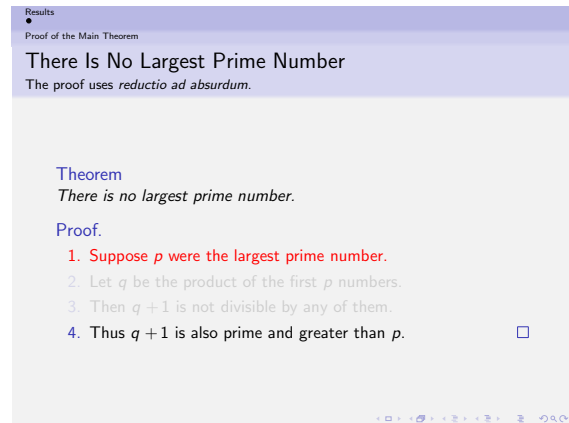 Results
Proof of the Main Theorem
There Is No Largest Prime Number
The proof uses reductio ad absurdum.
Theorem
There is no largest prime number.
Proof.
1. Suppose p were the largest prime number.
2. Let q be the product of the first p numbers.
3. Then q + 1 is not divisible by any of them.
4. Thus q + 1 is also prime and greater than p.